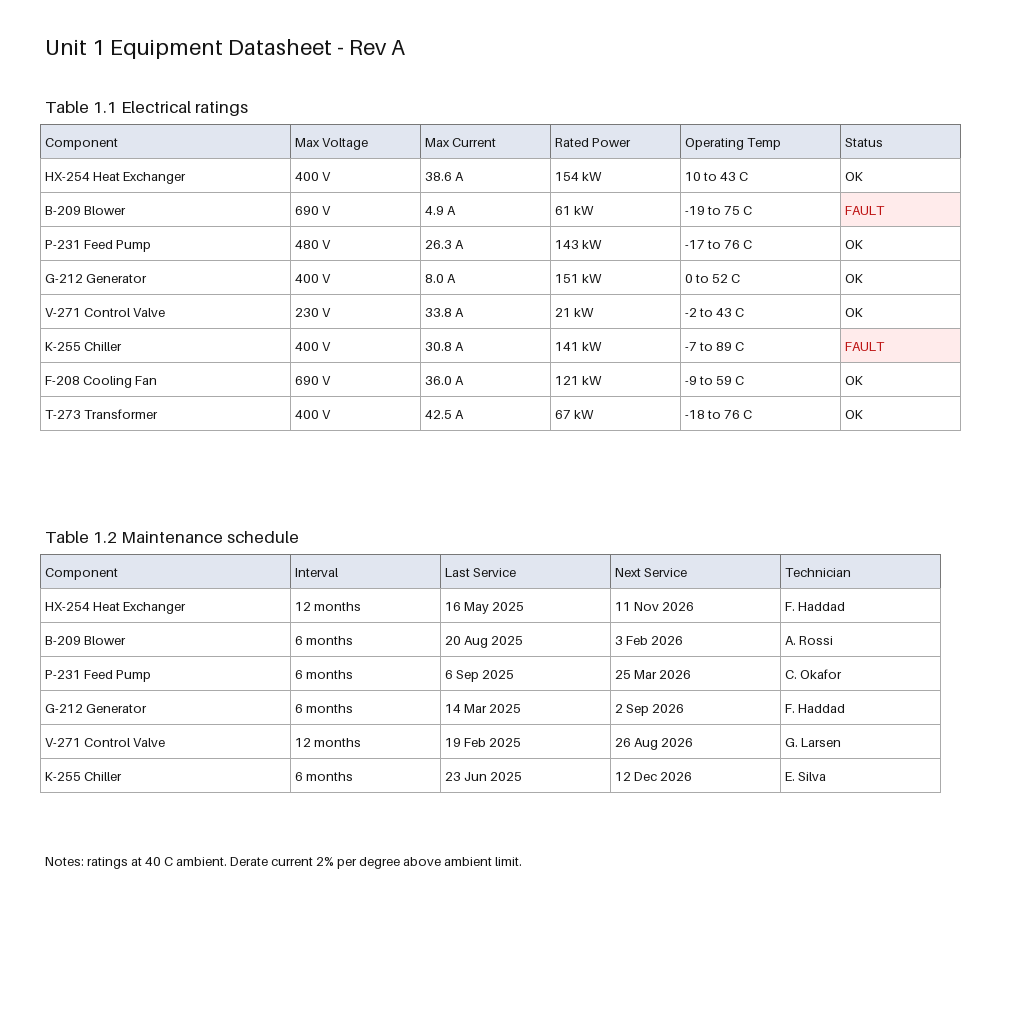 Unit 1 Equipment Datasheet - Rev A
Table 1.1 Electrical ratings
Component Max Voltage Max Current Rated Power Operating Temp Status
HX-254 Heat Exchanger 400 V 38.6 A 154 kW 10 to 43 C OK
B-209 Blower 690 V 4.9 A 61 kW -19 to 75 C FAULT
P-231 Feed Pump 480 V 26.3 A 143 kW -17 to 76 C OK
G-212 Generator 400 V 8.0 A 151 kW 0 to 52 C OK
V-271 Control Valve 230 V 33.8 A 21 kW -2 to 43 C OK
K-255 Chiller 400 V 30.8 A 141 kW -7 to 89 C FAULT
F-208 Cooling Fan 690 V 36.0 A 121 kW -9 to 59 C OK
T-273 Transformer 400 V 42.5 A 67 kW -18 to 76 C OK
Table 1.2 Maintenance schedule
Component Interval Last Service Next Service Technician
HX-254 Heat Exchanger 12 months 16 May 2025 11 Nov 2026 F. Haddad
B-209 Blower 6 months 20 Aug 2025 3 Feb 2026 A. Rossi
P-231 Feed Pump 6 months 6 Sep 2025 25 Mar 2026 C. Okafor
G-212 Generator 6 months 14 Mar 2025 2 Sep 2026 F. Haddad
V-271 Control Valve 12 months 19 Feb 2025 26 Aug 2026 G. Larsen
K-255 Chiller 6 months 23 Jun 2025 12 Dec 2026 E. Silva
Notes: ratings at 40 C ambient. Derate current 2% per degree above ambient limit.